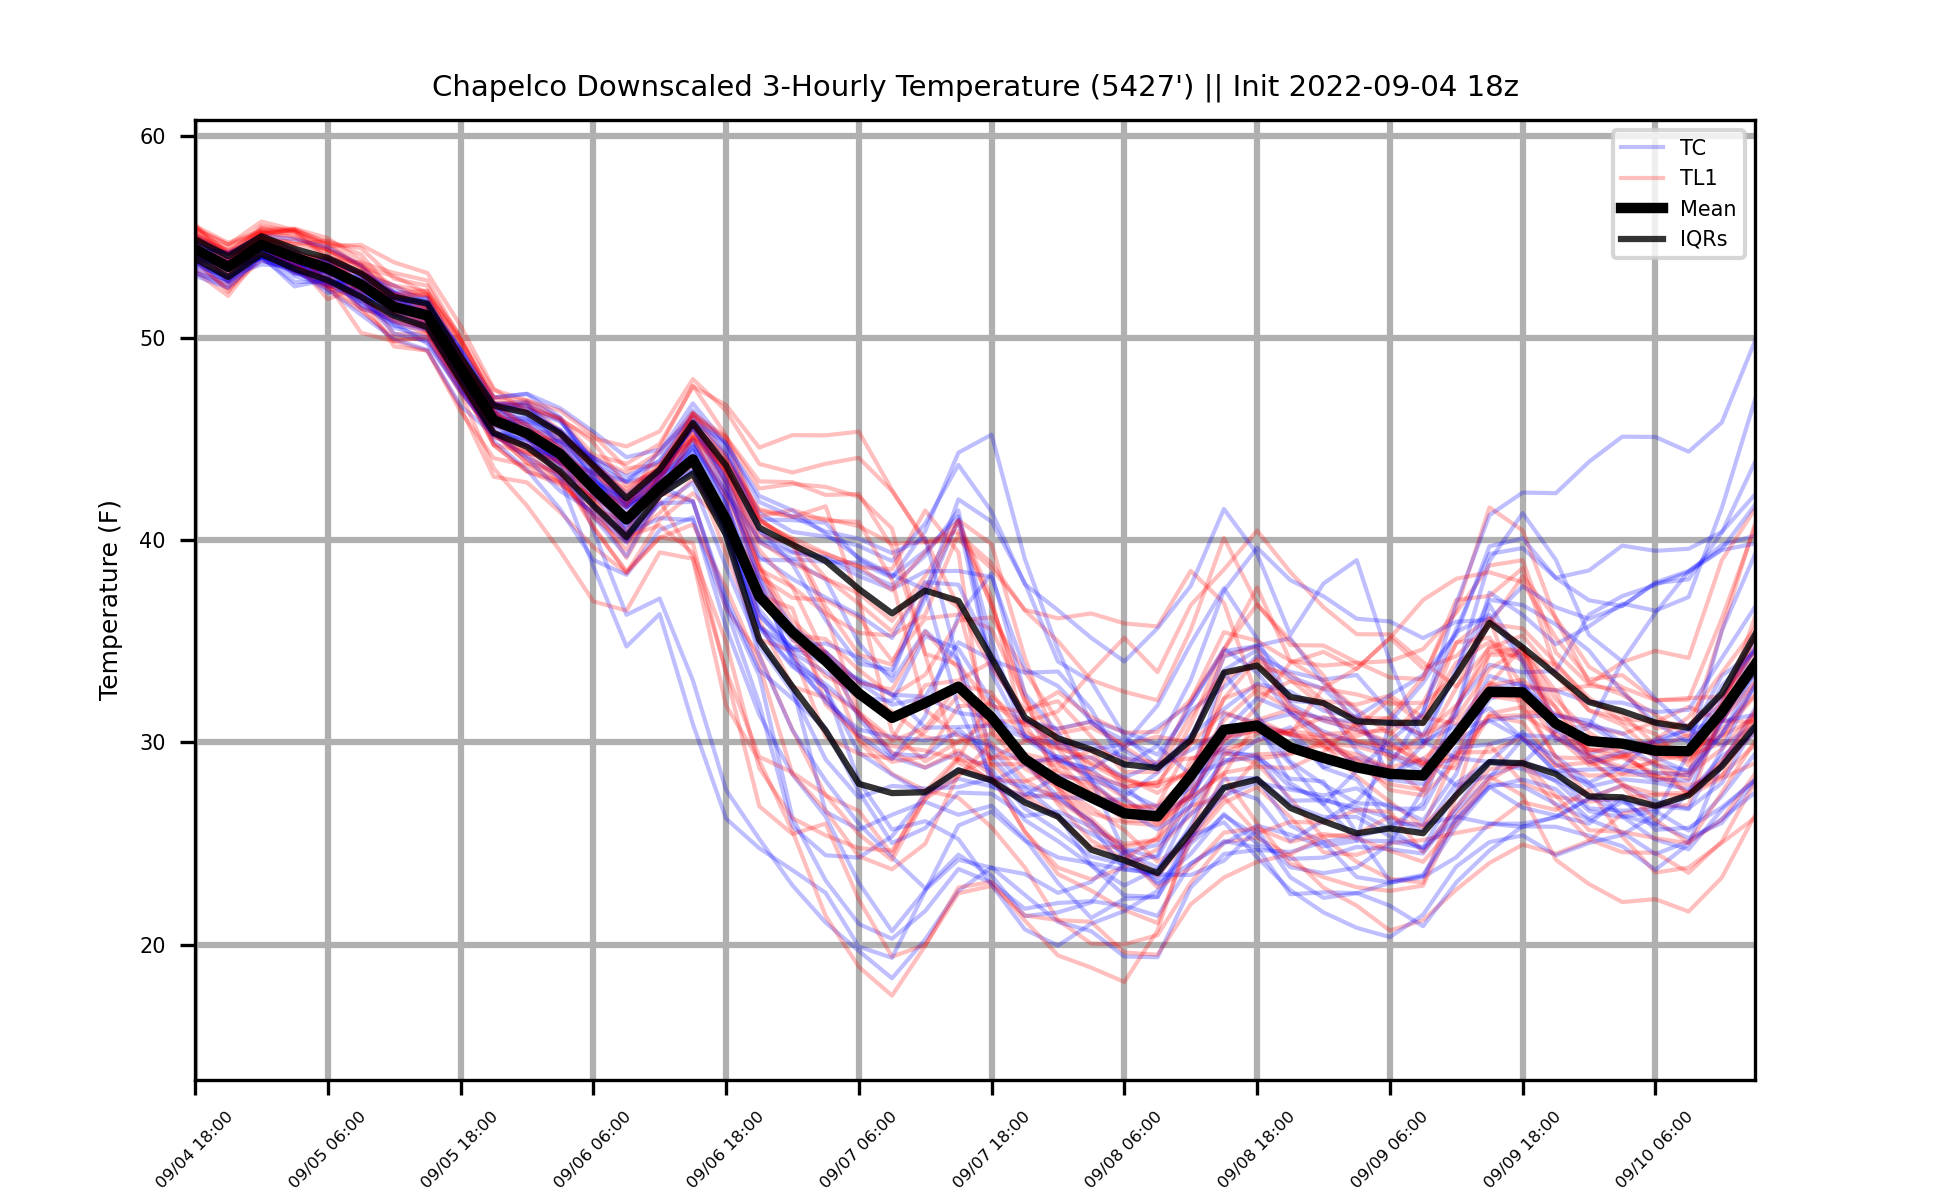 Chapelco Downscaled 3-Hourly Temperature (5427') || Init 2022-09-04 18z
TC
TL1
Mean
IQRs
Temperature (F)
60
50
40
30
20
09/04 18:00
09/05 06:00
09/05 18:00
09/06 06:00
09/06 18:00
09/07 06:00
09/07 18:00
09/08 06:00
09/08 18:00
09/09 06:00
09/09 18:00
09/10 06:00